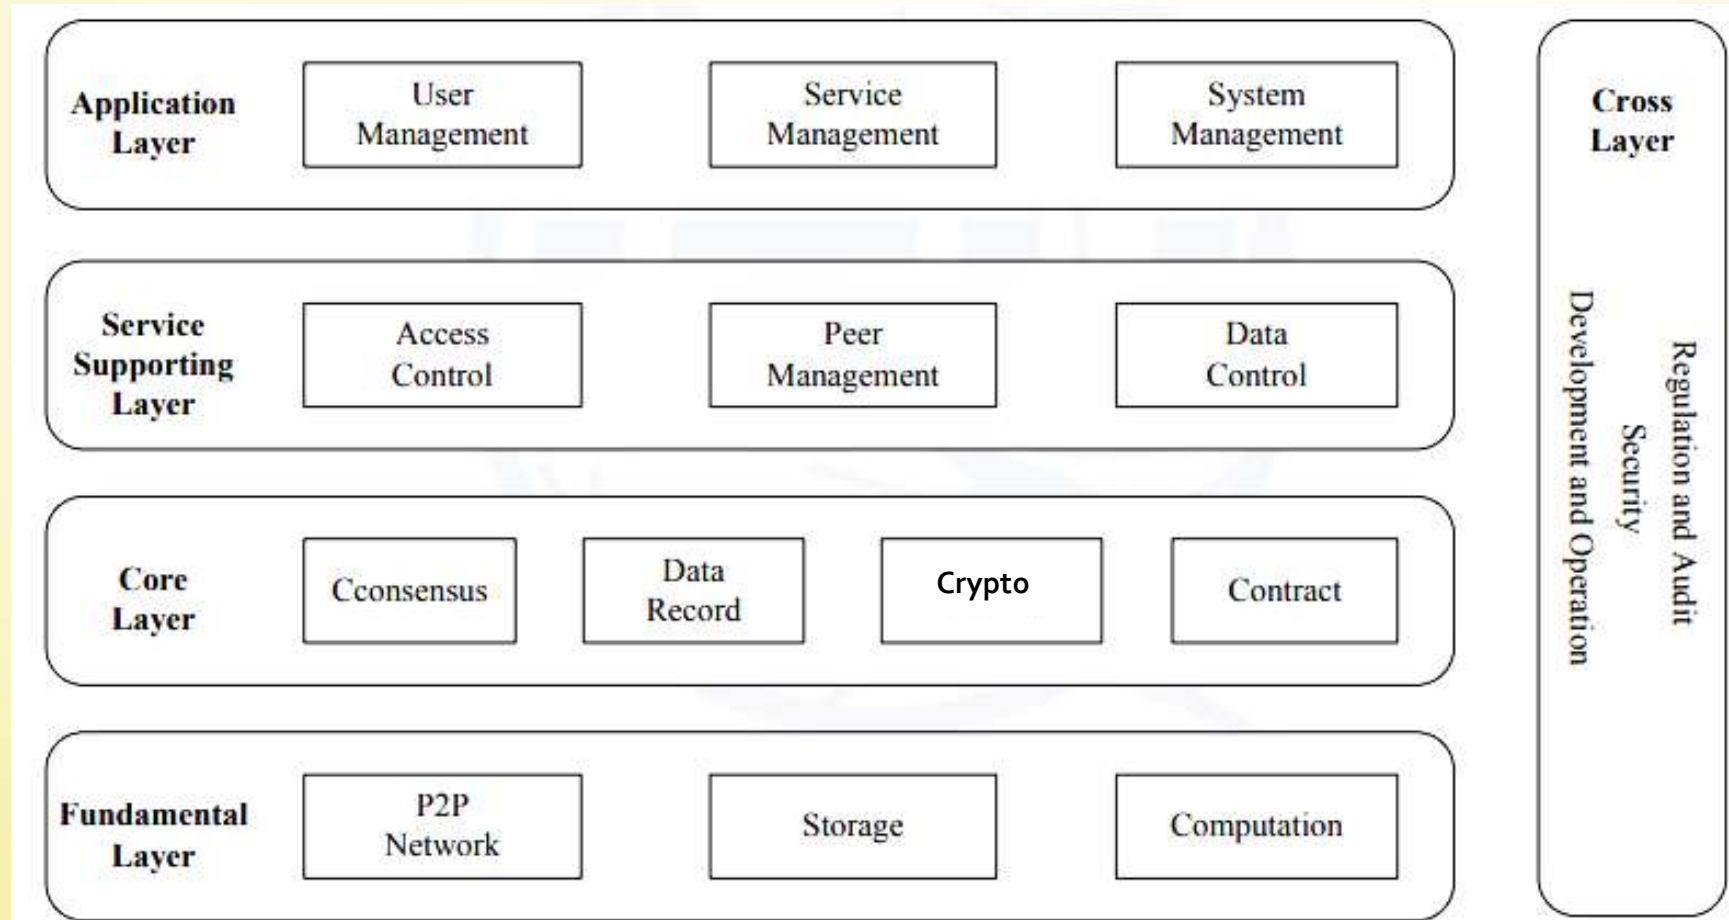 Application
Layer
User
Management
Service
Management
System
Management
Service
Supporting
Layer
Access
Control
Peer
Management
Data
Control
Core
Layer
Cconsensus
Data
Record
Crypto
Contract
Fundamental
Layer
P2P
Network
Storage
Computation
Cross
Layer
Regulation and Audit
Security
Development and Operation